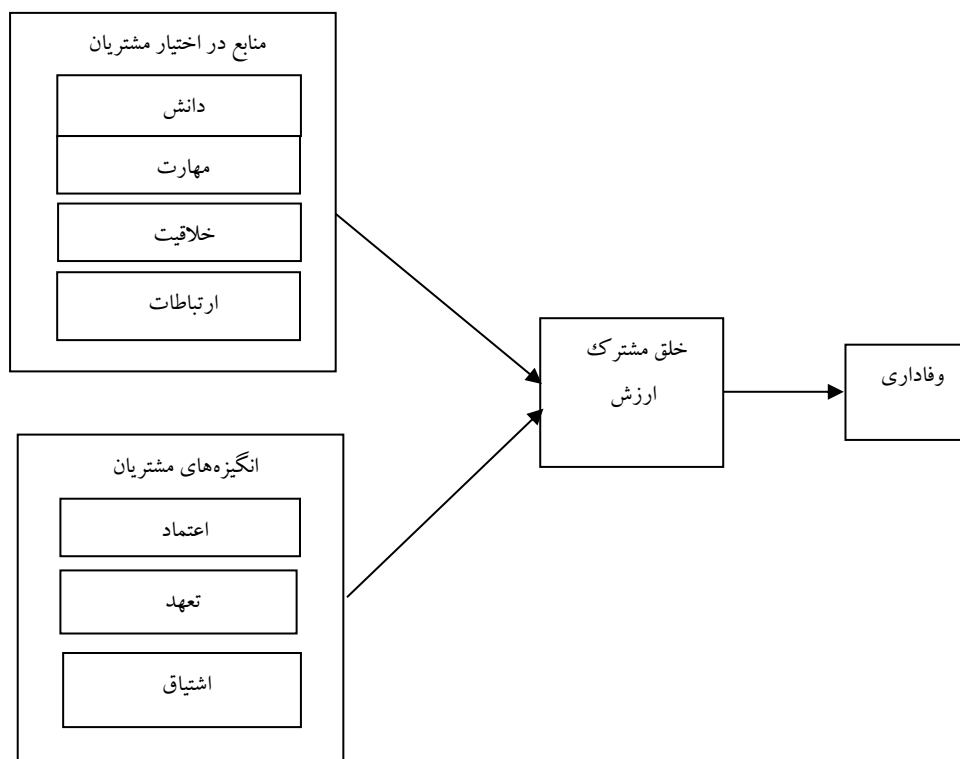 منابع در اختیار مشتریان
دانش
مهارت
خلاقیت
ارتباطات
خلق مشترک
ارزش
وفاداری
انگیزه‌های مشتریان
اعتماد
تعهد
اشتیاق